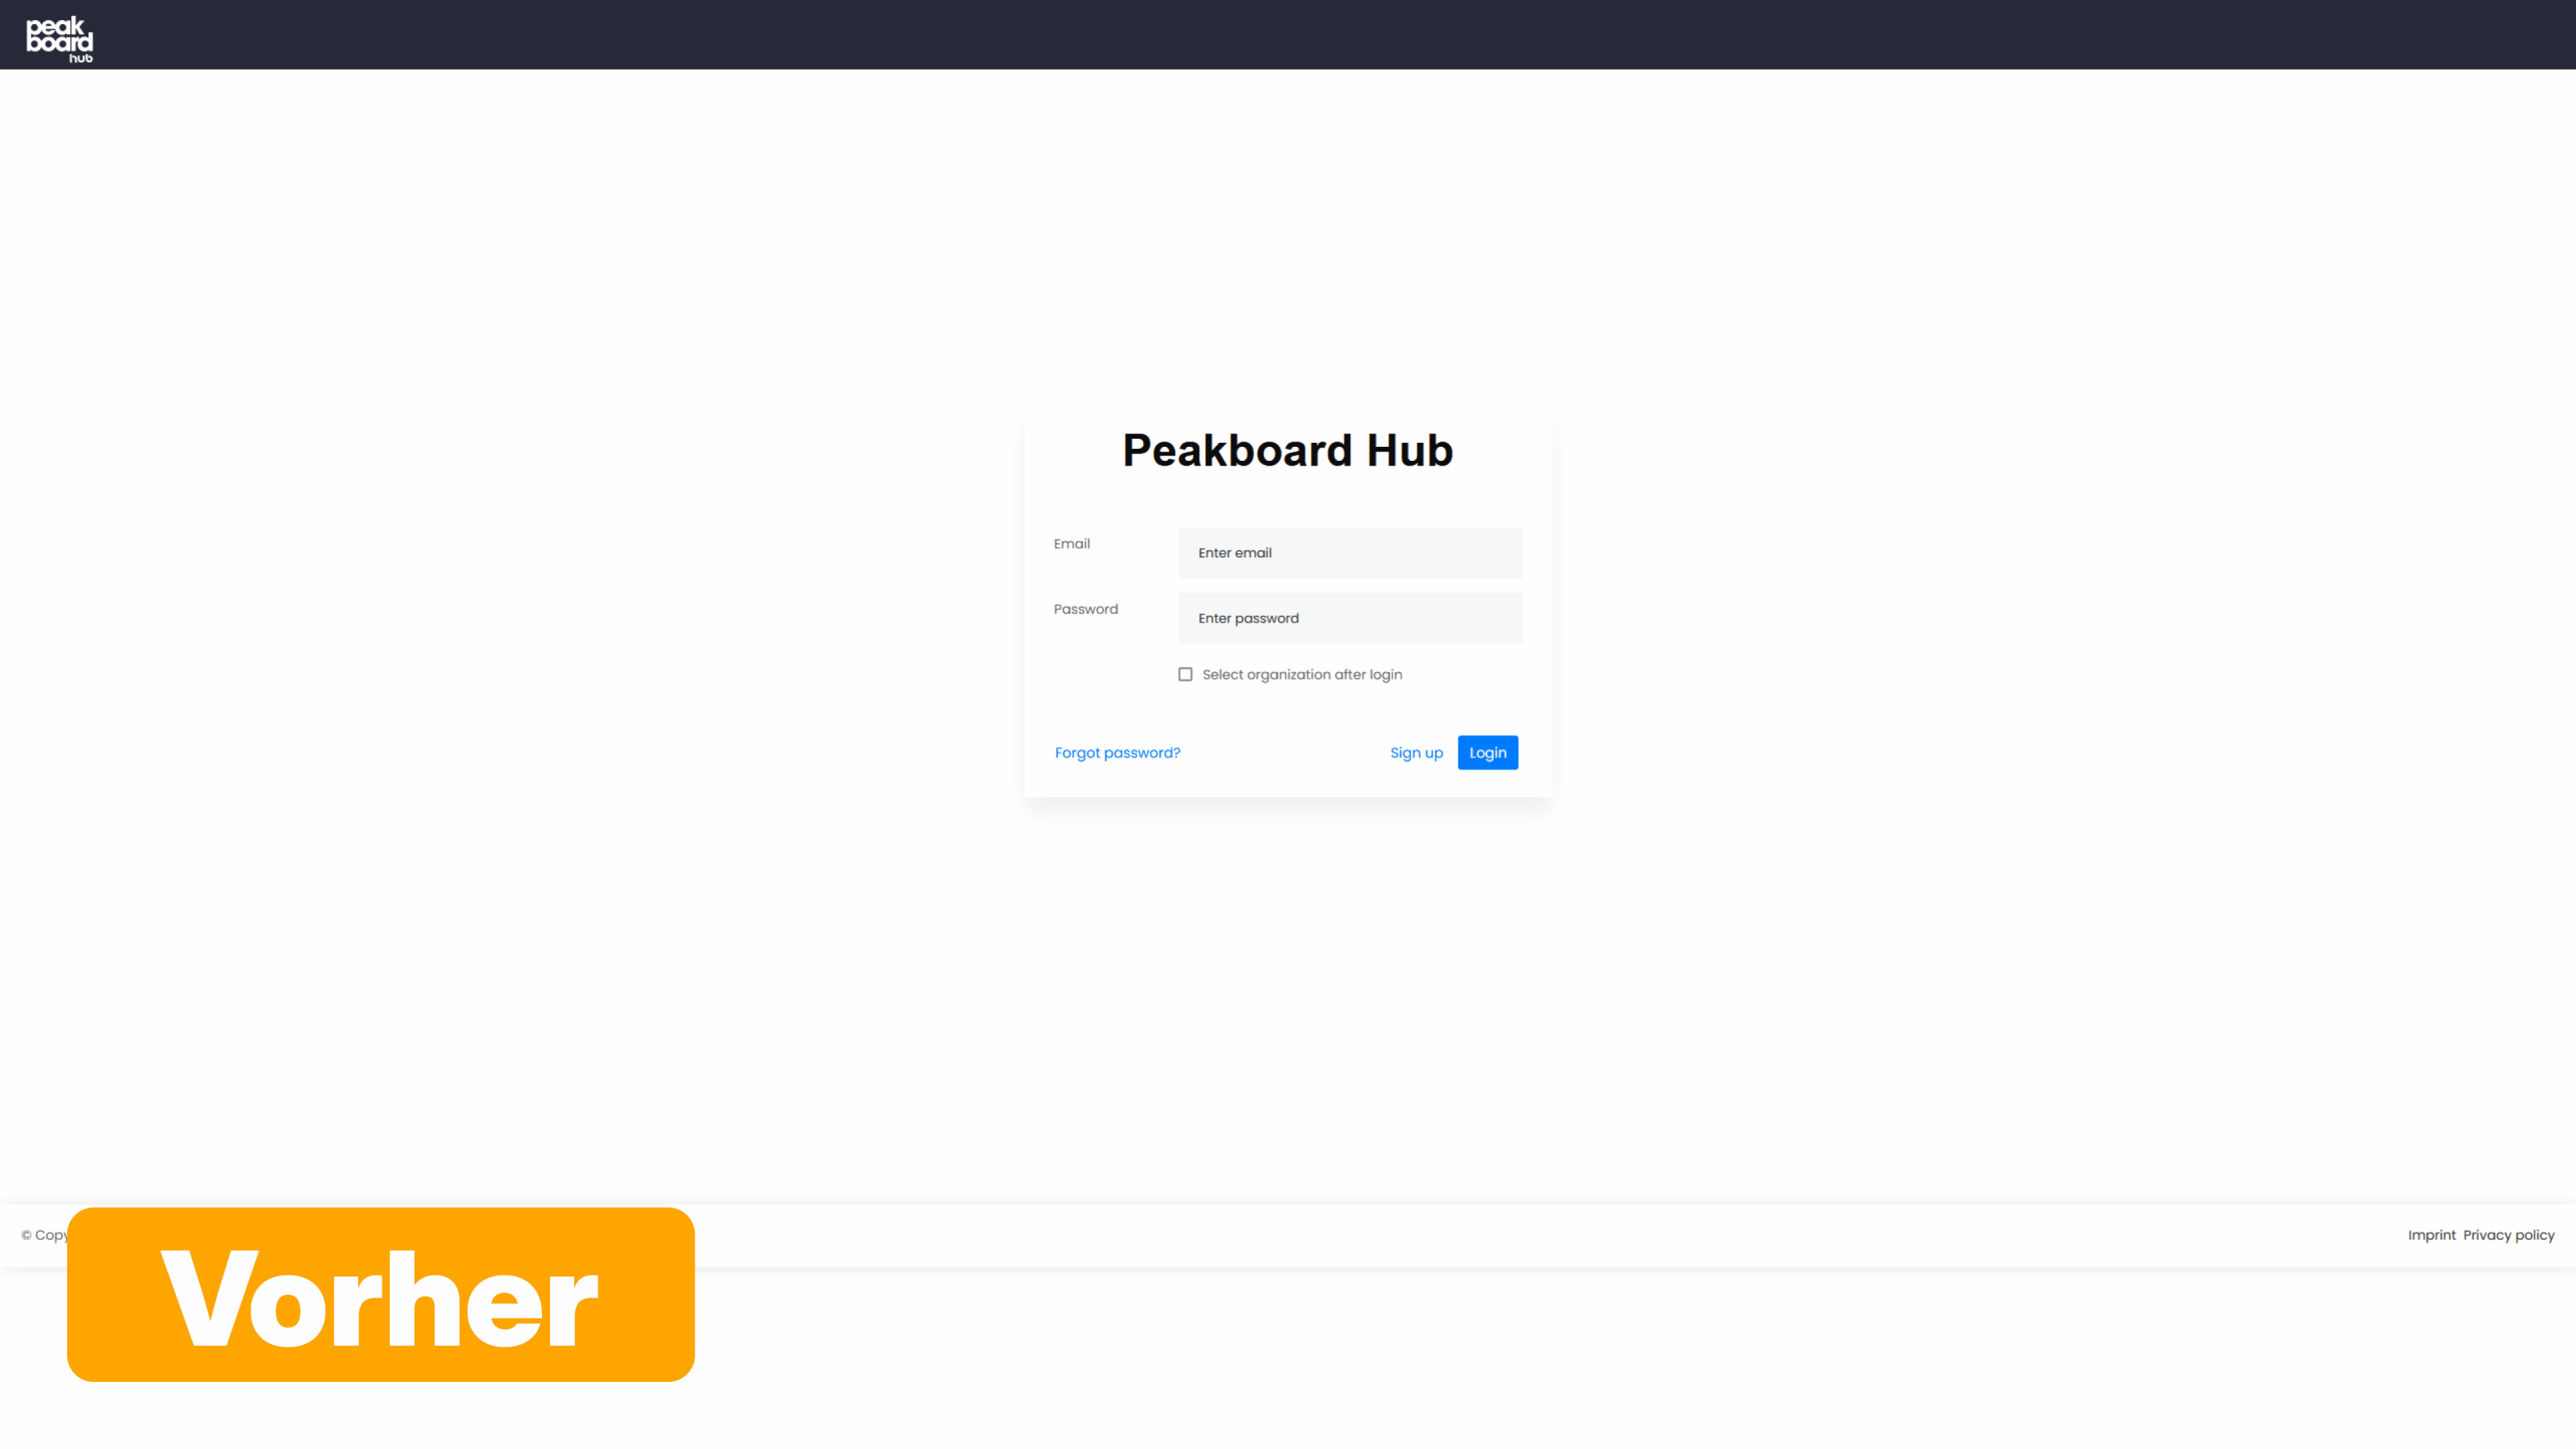 peak
board
hub
Peakboard Hub
Email
Enter email
Password
Enter password
Select organization after login
Forgot password?
Sign up
Login
© Copy
Imprint Privacy policy
Vorher